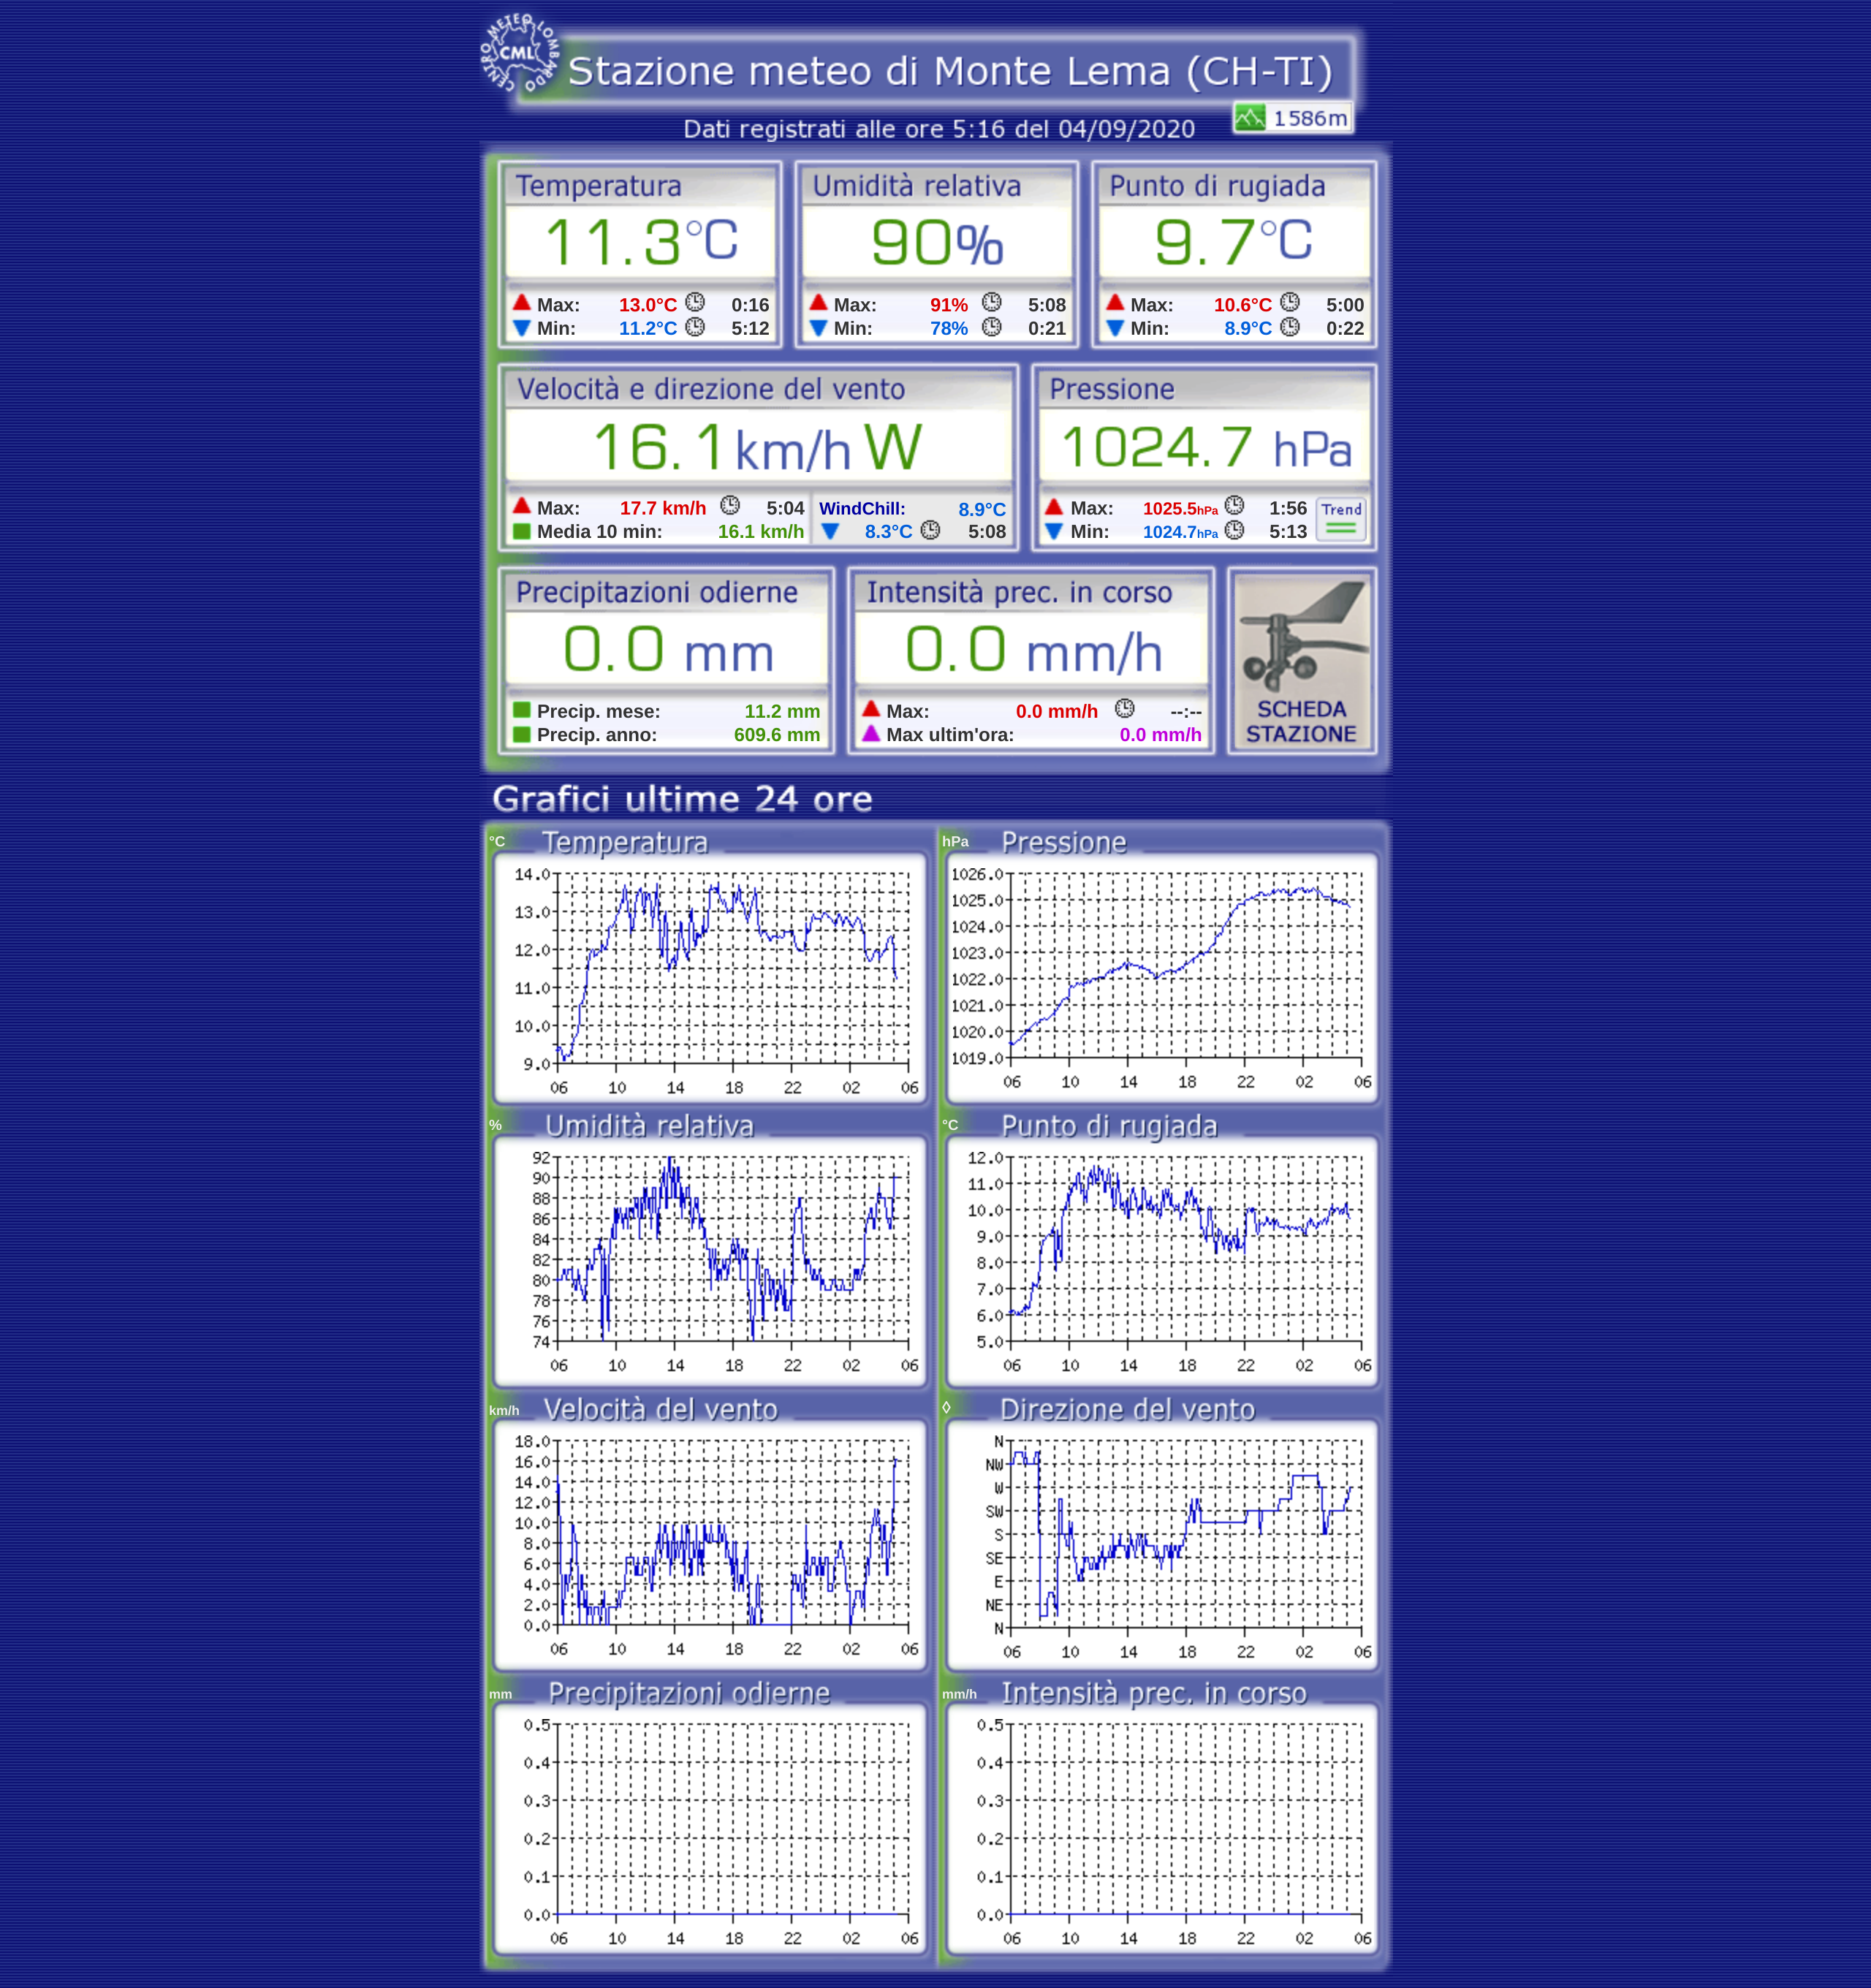 CENTRO METEO LOMBARDO
CML
Stazione meteo di Monte Lema (CH-TI)
1586m
Dati registrati alle ore 5:16 del 04/09/2020
Temperatura Umidità relativa Punto di rugiada
11.3°C 90% 9.7°C
Max: 13.0°C 0:16 Max: 91% 5:08 Max: 10.6°C 5:00
Min: 11.2°C 5:12 Min: 78% 0:21 Min: 8.9°C 0:22
Velocità e direzione del vento Pressione
16.1km/h W 1024.7 hPa
Max: 17.7 km/h 5:04 WindChill: 8.9°C Max: 1025.5hPa 1:56 Trend
Media 10 min: 16.1 km/h 8.3°C 5:08 Min: 1024.7hPa 5:13
Precipitazioni odierne Intensità prec. in corso
0.0 mm 0.0 mm/h
Precip. mese: 11.2 mm Max: 0.0 mm/h --:-- SCHEDA
Precip. anno: 609.6 mm Max ultim'ora: 0.0 mm/h STAZIONE
Grafici ultime 24 ore
°C Temperatura
14.0
13.0
12.0
11.0
10.0
9.0
06 10 14 18 22 02 06
hPa Pressione
1026.0
1025.0
1024.0
1023.0
1022.0
1021.0
1020.0
1019.0
06 10 14 18 22 02 06
% Umidità relativa
92
90
88
86
84
82
80
78
76
74
06 10 14 18 22 02 06
°C Punto di rugiada
12.0
11.0
10.0
9.0
8.0
7.0
6.0
5.0
06 10 14 18 22 02 06
km/h Velocità del vento
18.0
16.0
14.0
12.0
10.0
8.0
6.0
4.0
2.0
0.0
06 10 14 18 22 02 06
◊ Direzione del vento
N
NW
W
SW
S
SE
E
NE
N
06 10 14 18 22 02 06
mm Precipitazioni odierne
0.5
0.4
0.3
0.2
0.1
0.0
06 10 14 18 22 02 06
mm/h Intensità prec. in corso
0.5
0.4
0.3
0.2
0.1
0.0
06 10 14 18 22 02 06